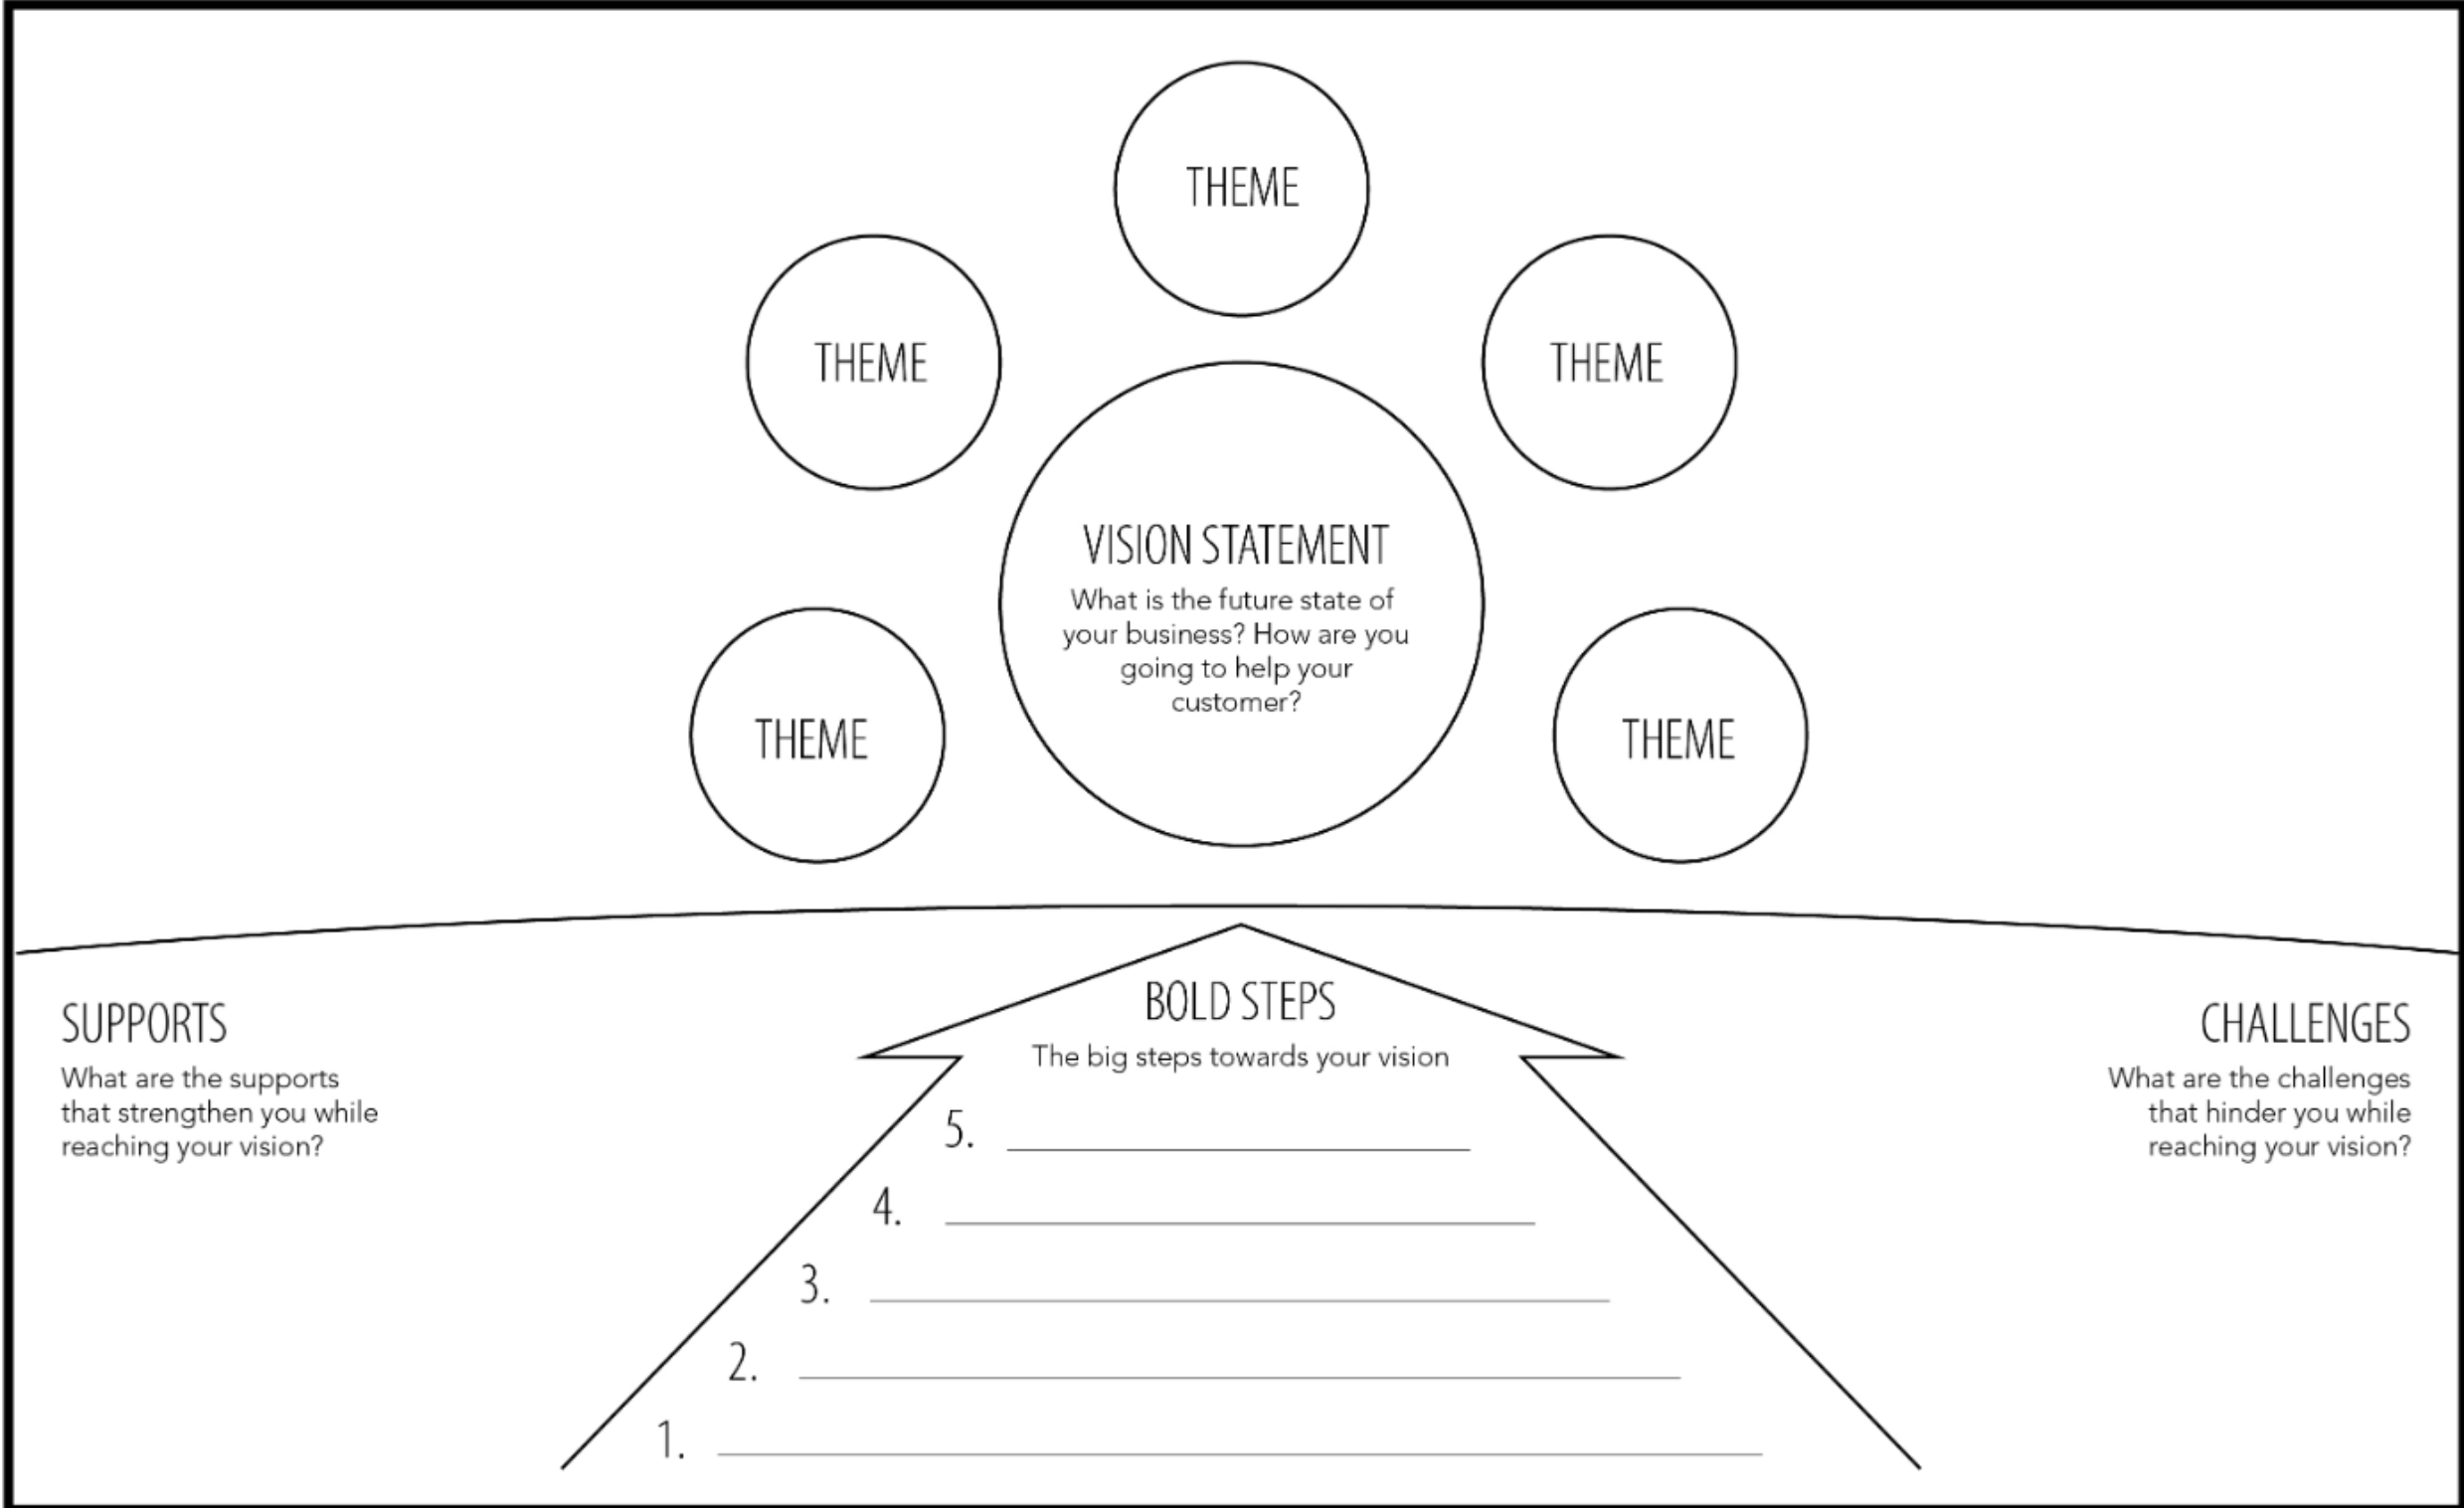 THEME
THEME
THEME
VISION STATEMENT
What is the future state of
your business? How are you
going to help your
customer?
THEME
THEME
SUPPORTS
What are the supports
that strengthen you while
reaching your vision?
BOLD STEPS
The big steps towards your vision
5.
4.
3.
2.
1.
CHALLENGES
What are the challenges
that hinder you while
reaching your vision?